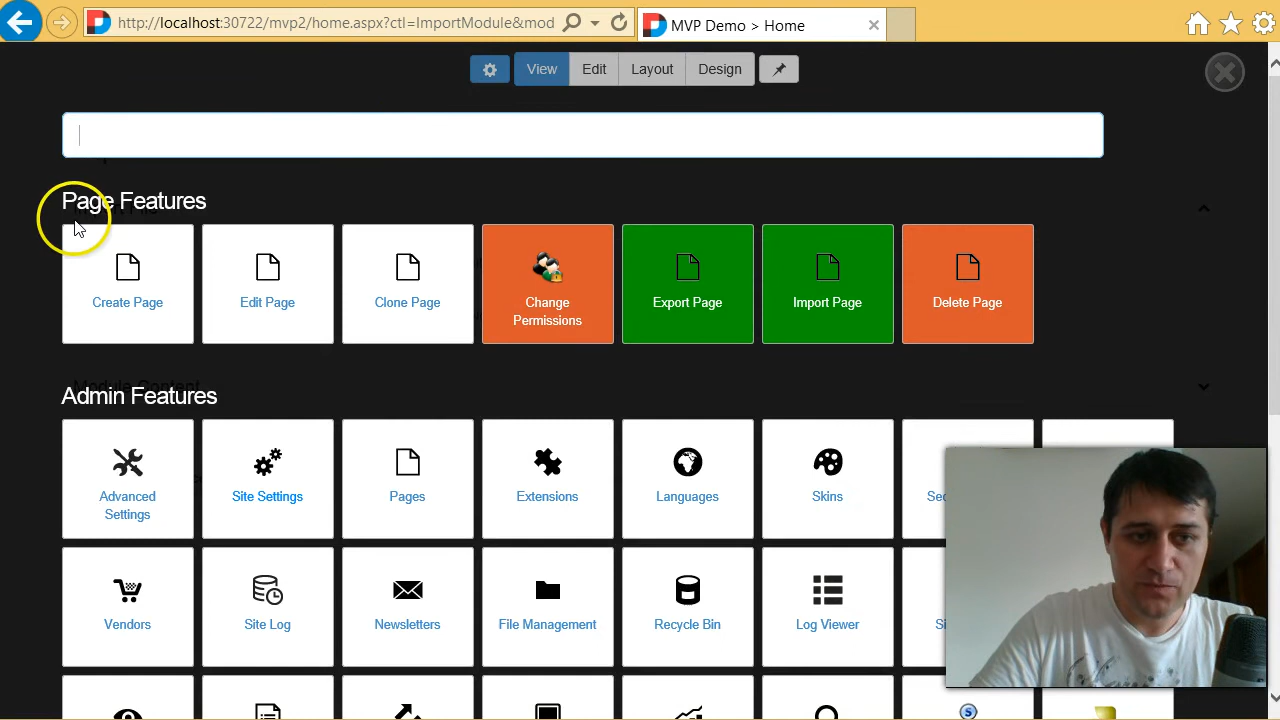 http://localhost:30722/mvp2/home.aspx?ctl=ImportModule&mod
MVP Demo > Home
View
Edit
Layout
Design
Page Features
Create Page
Edit Page
Clone Page
Change
Permissions
Export Page
Import Page
Delete Page
Admin Features
Advanced
Settings
Site Settings
Pages
Extensions
Languages
Skins
Vendors
Site Log
Newsletters
File Management
Recycle Bin
Log Viewer